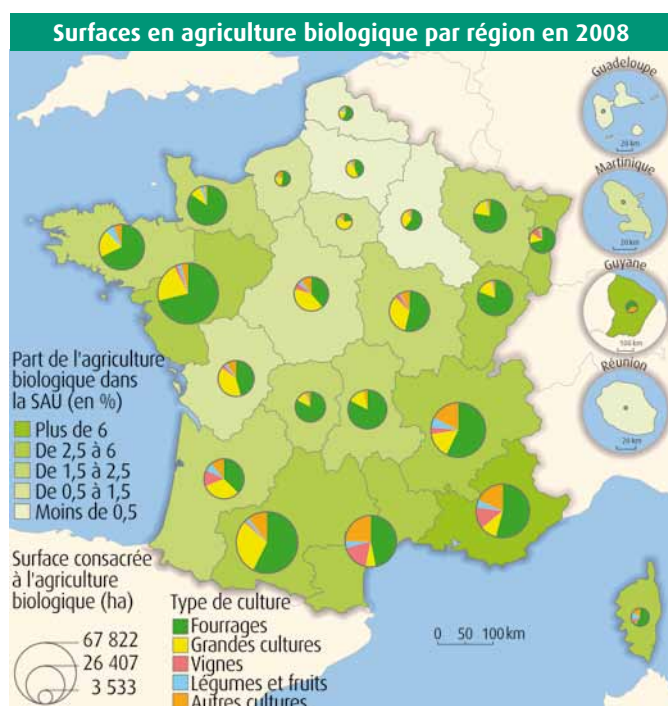 Surfaces en agriculture biologique par région en 2008
Guadeloupe
20 km
Martinique
20 km
Guyane
100 km
Réunion
20 km
Part de l'agriculture
biologique dans
la SAU (en %)
Plus de 6
De 2,5 à 6
De 1,5 à 2,5
De 0,5 à 1,5
Moins de 0,5
Surface consacrée
à l'agriculture
biologique (ha)
67 822
26 407
3 533
Type de culture
Fourrages
Grandes cultures
Vignes
Légumes et fruits
Autres cultures
0 50 100 km